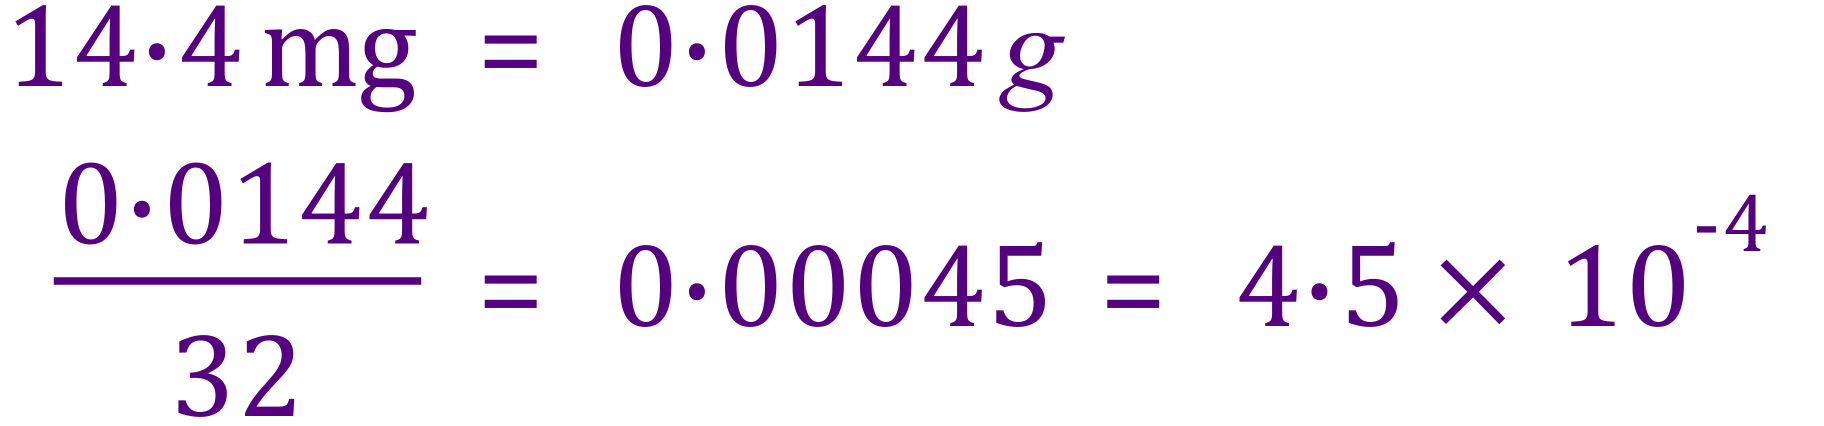 14·4 mg = 0·0144 g
0·0144 / 32 = 0·00045 = 4·5 × 10⁻⁴